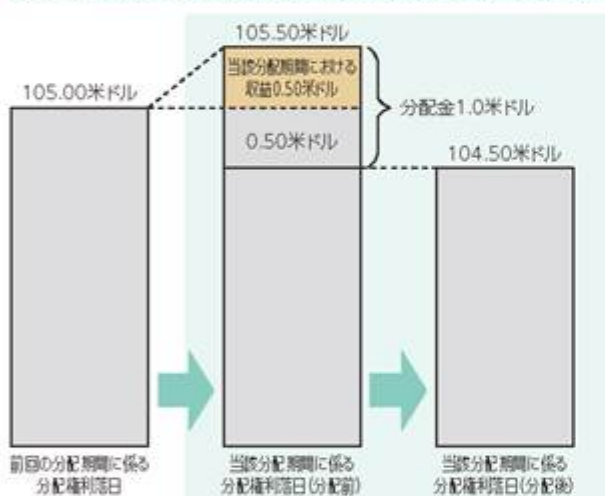 105.50米ドル
当該分配期間における
収益0.50米ドル
105.00米ドル
分配金1.0米ドル
0.50米ドル
104.50米ドル
前回の分配期間に係る
分配権利落日
当該分配期間に係る
分配権利落日(分配前)
当該分配期間に係る
分配権利落日(分配後)